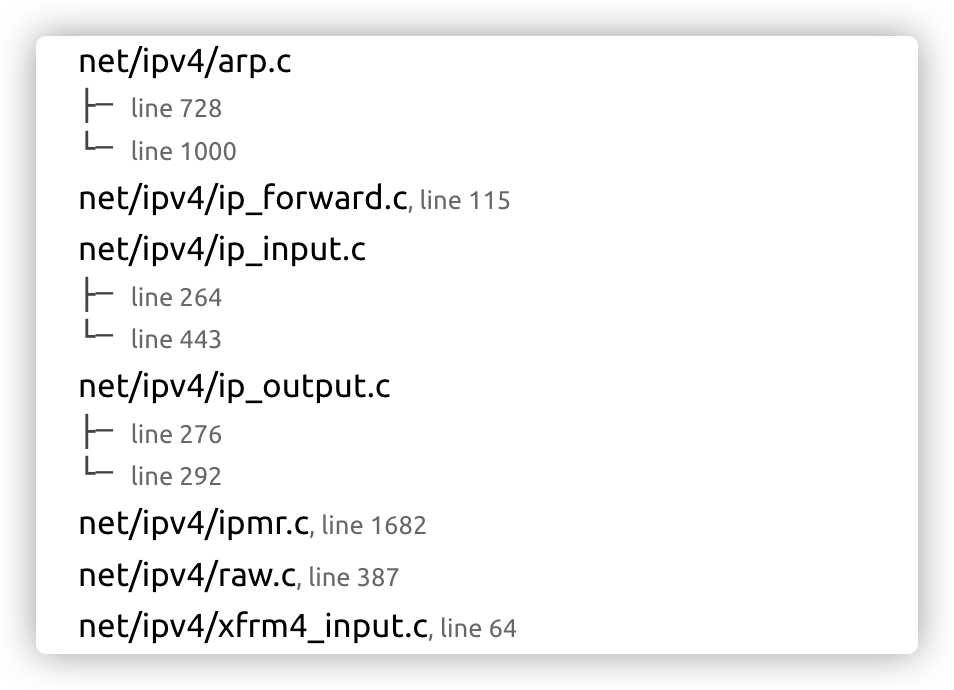 net/ipv4/arp.c
├─ line 728
└─ line 1000
net/ipv4/ip_forward.c, line 115
net/ipv4/ip_input.c
├─ line 264
└─ line 443
net/ipv4/ip_output.c
├─ line 276
└─ line 292
net/ipv4/ipmr.c, line 1682
net/ipv4/raw.c, line 387
net/ipv4/xfrm4_input.c, line 64